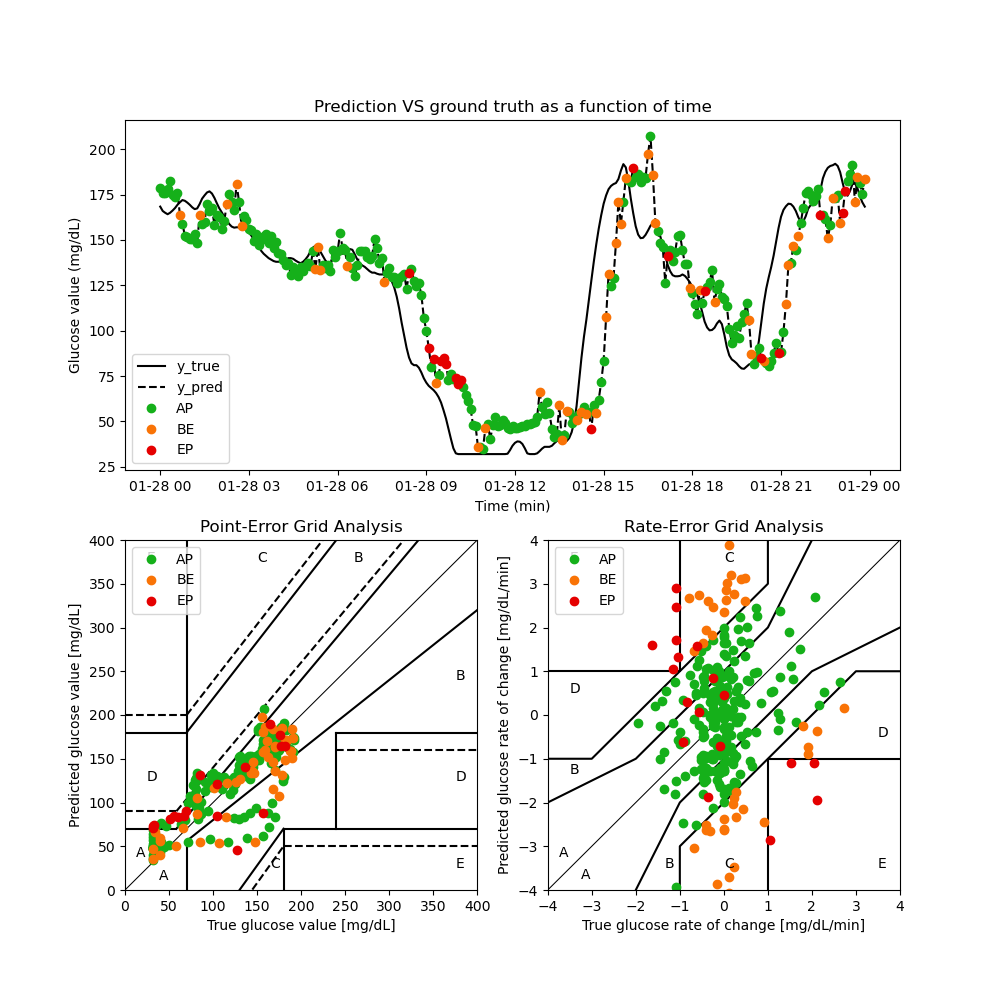 Prediction VS ground truth as a function of time
Glucose value (mg/dL)
200
175
150
125
100
75
50
25
y_true
y_pred
AP
BE
EP
01-28 00 01-28 03 01-28 06 01-28 09 01-28 12 01-28 15 01-28 18 01-28 21 01-29 00
Time (min)
Point-Error Grid Analysis
Predicted glucose value [mg/dL]
400
350
300
250
200
150
100
50
0
AP
BE
EP
C B
B
D D
A
A
C E
0 50 100 150 200 250 300 350 400
True glucose value [mg/dL]
Rate-Error Grid Analysis
Predicted glucose rate of change [mg/dL/min]
4
3
2
1
0
−1
−2
−3
−4
AP
BE
EP
C
D
D
B
A
A
B C E
−4 −3 −2 −1 0 1 2 3 4
True glucose rate of change [mg/dL/min]